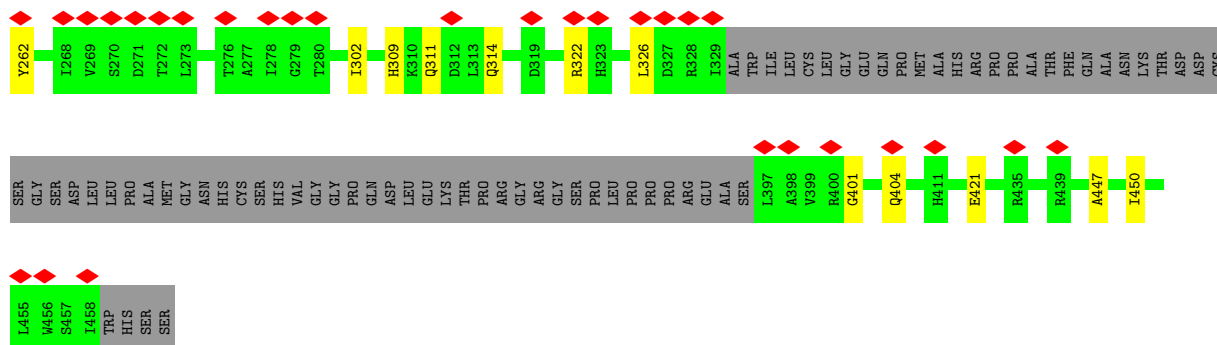 Y262 I268 V269 S270 D271 T272 L273 T276 A277 I278 G279 T280 I302 H309 K310 Q311 D312 L313 Q314 D319 R322 H323 L326 D327 R328 I329 ALA TRP ILE LEU CYS LEU GLY GLU GLN PRO MET ALA HIS ARG PRO PRO ALA THR PHE GLN ALA ASN LYS THR ASP ASP CYS
SER GLY SER ASP LEU LEU PRO ALA MET GLY ASN HIS CYS SER HIS VAL GLY GLY PRO GLN ASP LEU GLU LYS THR PRO ARG GLY ARG GLY SER PRO LEU PRO PRO PRO ARG GLU ALA SER L397 A398 V399 R400 G401 Q404 H411 E421 R435 R439 A447 I450
L455 W456 S457 I458 TRP HIS SER SER